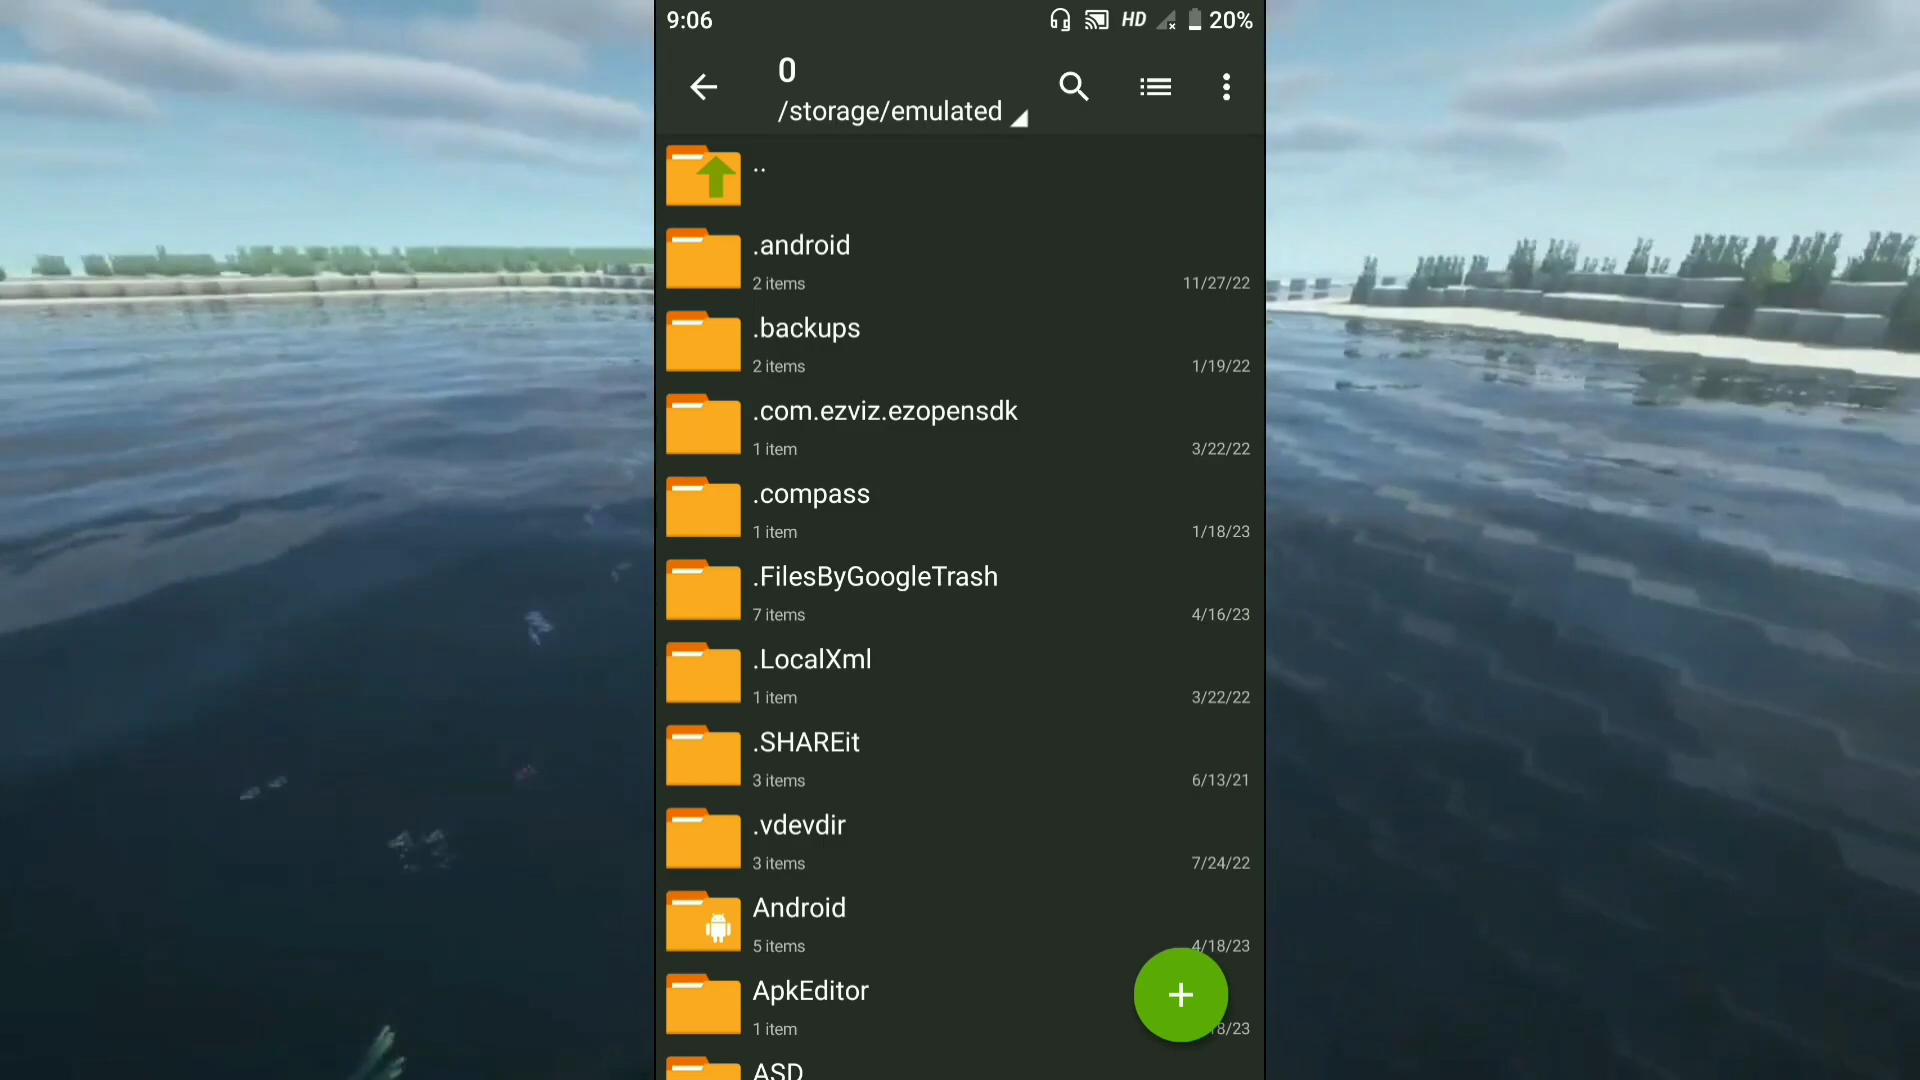 9:06
HD
20%
0
/storage/emulated
..
.android
2 items
11/27/22
.backups
2 items
1/19/22
.com.ezviz.ezopensdk
1 item
3/22/22
.compass
1 item
1/18/23
.FilesByGoogleTrash
7 items
4/16/23
.LocalXml
1 item
3/22/22
.SHAREit
3 items
6/13/21
.vdevdir
3 items
7/24/22
Android
5 items
4/18/23
ApkEditor
1 item
ASD